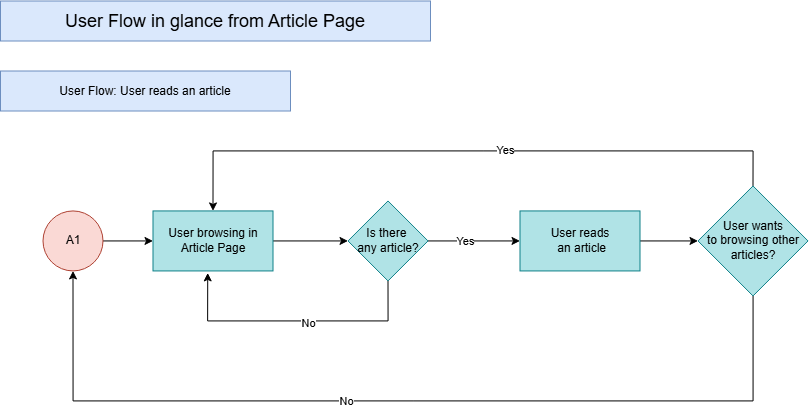 User Flow in glance from Article Page
User Flow: User reads an article
Yes
A1
User browsing in
Article Page
Is there
any article?
Yes
User reads
an article
User wants
to browsing other
articles?
No
No